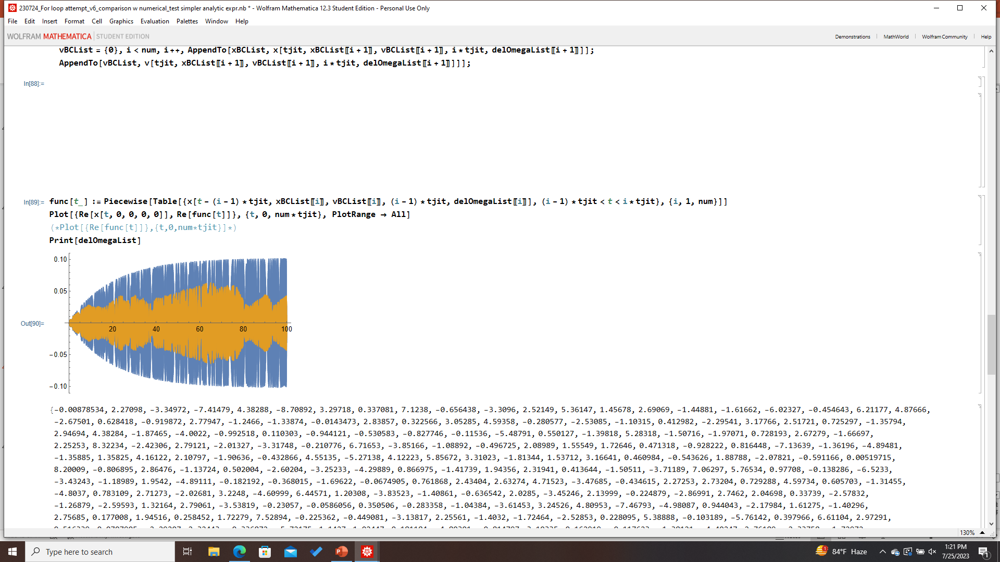 230724_For loop attempt_v6_comparison w numerical_test simpler analytic expr.nb * - Wolfram Mathematica 12.3 Student Edition - Personal Use Only
File Edit Insert Format Cell Graphics Evaluation Palettes Window Help
WOLFRAM MATHEMATICA STUDENT EDITION Demonstrations MathWorld Wolfram Community Help
vBCList = {0}, i < num, i++, AppendTo[xBCList, x[tjit, xBCList〚i + 1〛, vBCList〚i + 1〛, i * tjit, delOmegaList〚i + 1〛]];
AppendTo[vBCList, v[tjit, xBCList〚i + 1〛, vBCList〚i + 1〛, i * tjit, delOmegaList〚i + 1〛]]];
In[88]:=
In[89]:= func[t_] := Piecewise[Table[{x[t - (i - 1) * tjit, xBCList〚i〛, vBCList〚i〛, (i - 1) * tjit, delOmegaList〚i〛], (i - 1) * tjit < t < i * tjit}, {i, 1, num}]]
Plot[{Re[x[t, 0, 0, 0, 0]], Re[func[t]]}, {t, 0, num * tjit}, PlotRange → All]
(*Plot[{Re[func[t]]},{t,0,num*tjit}]*)
Print[delOmegaList]
0.10
0.05
Out[90]=
20 40 60 80 100
-0.05
-0.10
{-0.00878534, 2.27098, -3.34972, -7.41479, 4.38288, -8.70892, 3.29718, 0.337081, 7.1238, -0.656438, -3.3096, 2.52149, 5.36147, 1.45678, 2.69069, -1.44881, -1.61662, -6.02327, -0.454643, 6.21177, 4.87666,
-2.67501, 0.628418, -0.919872, 2.77947, -1.2466, -1.33874, -0.0143473, 2.83857, 0.322566, 3.05285, 4.59358, -0.280577, -2.53085, -1.10315, 0.412982, -2.29541, 3.17766, 2.51721, 0.725297, -1.35794,
2.94694, 4.38284, -1.87465, -4.0022, -0.992518, 0.110303, -0.944121, -0.530583, -0.827746, -0.11536, -5.48791, 0.550127, -1.39818, 5.28318, -1.50716, -1.97071, 0.728193, 2.67279, -1.66697,
2.25253, 8.32234, -2.42306, 2.79121, -2.01327, -3.31748, -0.210776, 6.71653, -3.85166, -1.08892, -0.496725, 2.08989, 1.55549, 1.72646, 0.471318, -0.928222, 0.816448, -7.13639, -1.36196, -4.89481,
-1.35885, 1.35825, 4.16122, 2.10797, -1.90636, -0.432866, 4.55135, -5.27138, 4.12223, 5.85672, 3.31023, -1.81344, 1.53712, 3.16641, 0.460984, -0.543626, 1.88788, -2.07821, -0.591166, 0.00519715,
8.20009, -0.806895, 2.86476, -1.13724, 0.502004, -2.60204, -3.25233, -4.29889, 0.866975, -1.41739, 1.94356, 2.31941, 0.413644, -1.50511, -3.71189, 7.06297, 5.76534, 0.97708, -0.138286, -6.5233,
-3.43243, -1.18989, 1.9542, -4.89111, -0.182192, -0.368015, -1.69622, -0.0674905, 0.761868, 2.43404, 2.63274, 4.71523, -3.47685, -0.434615, 2.27253, 2.73204, 0.729288, 4.59734, 0.605703, -1.31455,
-4.8037, 0.783109, 2.71273, -2.02681, 3.2248, -4.60999, 6.44571, 1.20308, -3.83523, -1.40861, -0.636542, 2.0285, -3.45246, 2.13999, -0.224879, -2.86991, 2.7462, 2.04698, 0.33739, -2.57832,
-1.26879, -2.59593, 1.32164, 2.79061, -3.53819, -0.23057, -0.0586056, 0.350506, -0.283358, -1.04384, -3.61453, 3.24526, 4.80953, -7.46793, -4.98087, 0.944043, -2.17984, 1.61275, -1.40296,
2.75685, 0.177008, 1.94516, 0.258452, 1.72279, 7.52894, -0.225362, -0.449081, -3.13817, 2.25561, -1.4032, -1.72464, -2.52853, 0.228095, 5.38888, -0.103189, -5.76142, 0.397966, 6.61104, 2.97291,
130%
Type here to search
84°F Haze
1:21 PM
7/25/2023